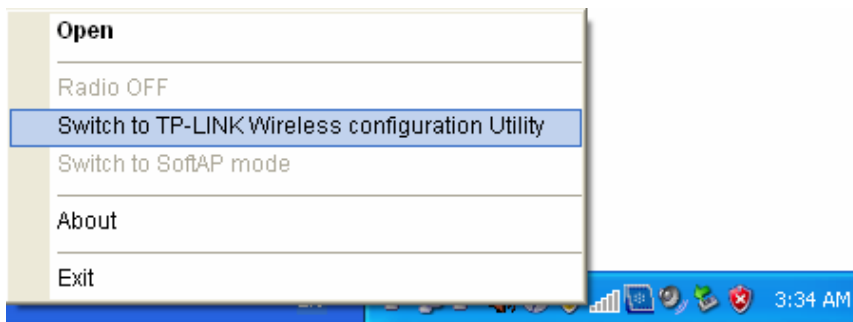 Open
Radio OFF
Switch to TP-LINK Wireless configuration Utility
Switch to SoftAP mode
About
Exit
3:34 AM